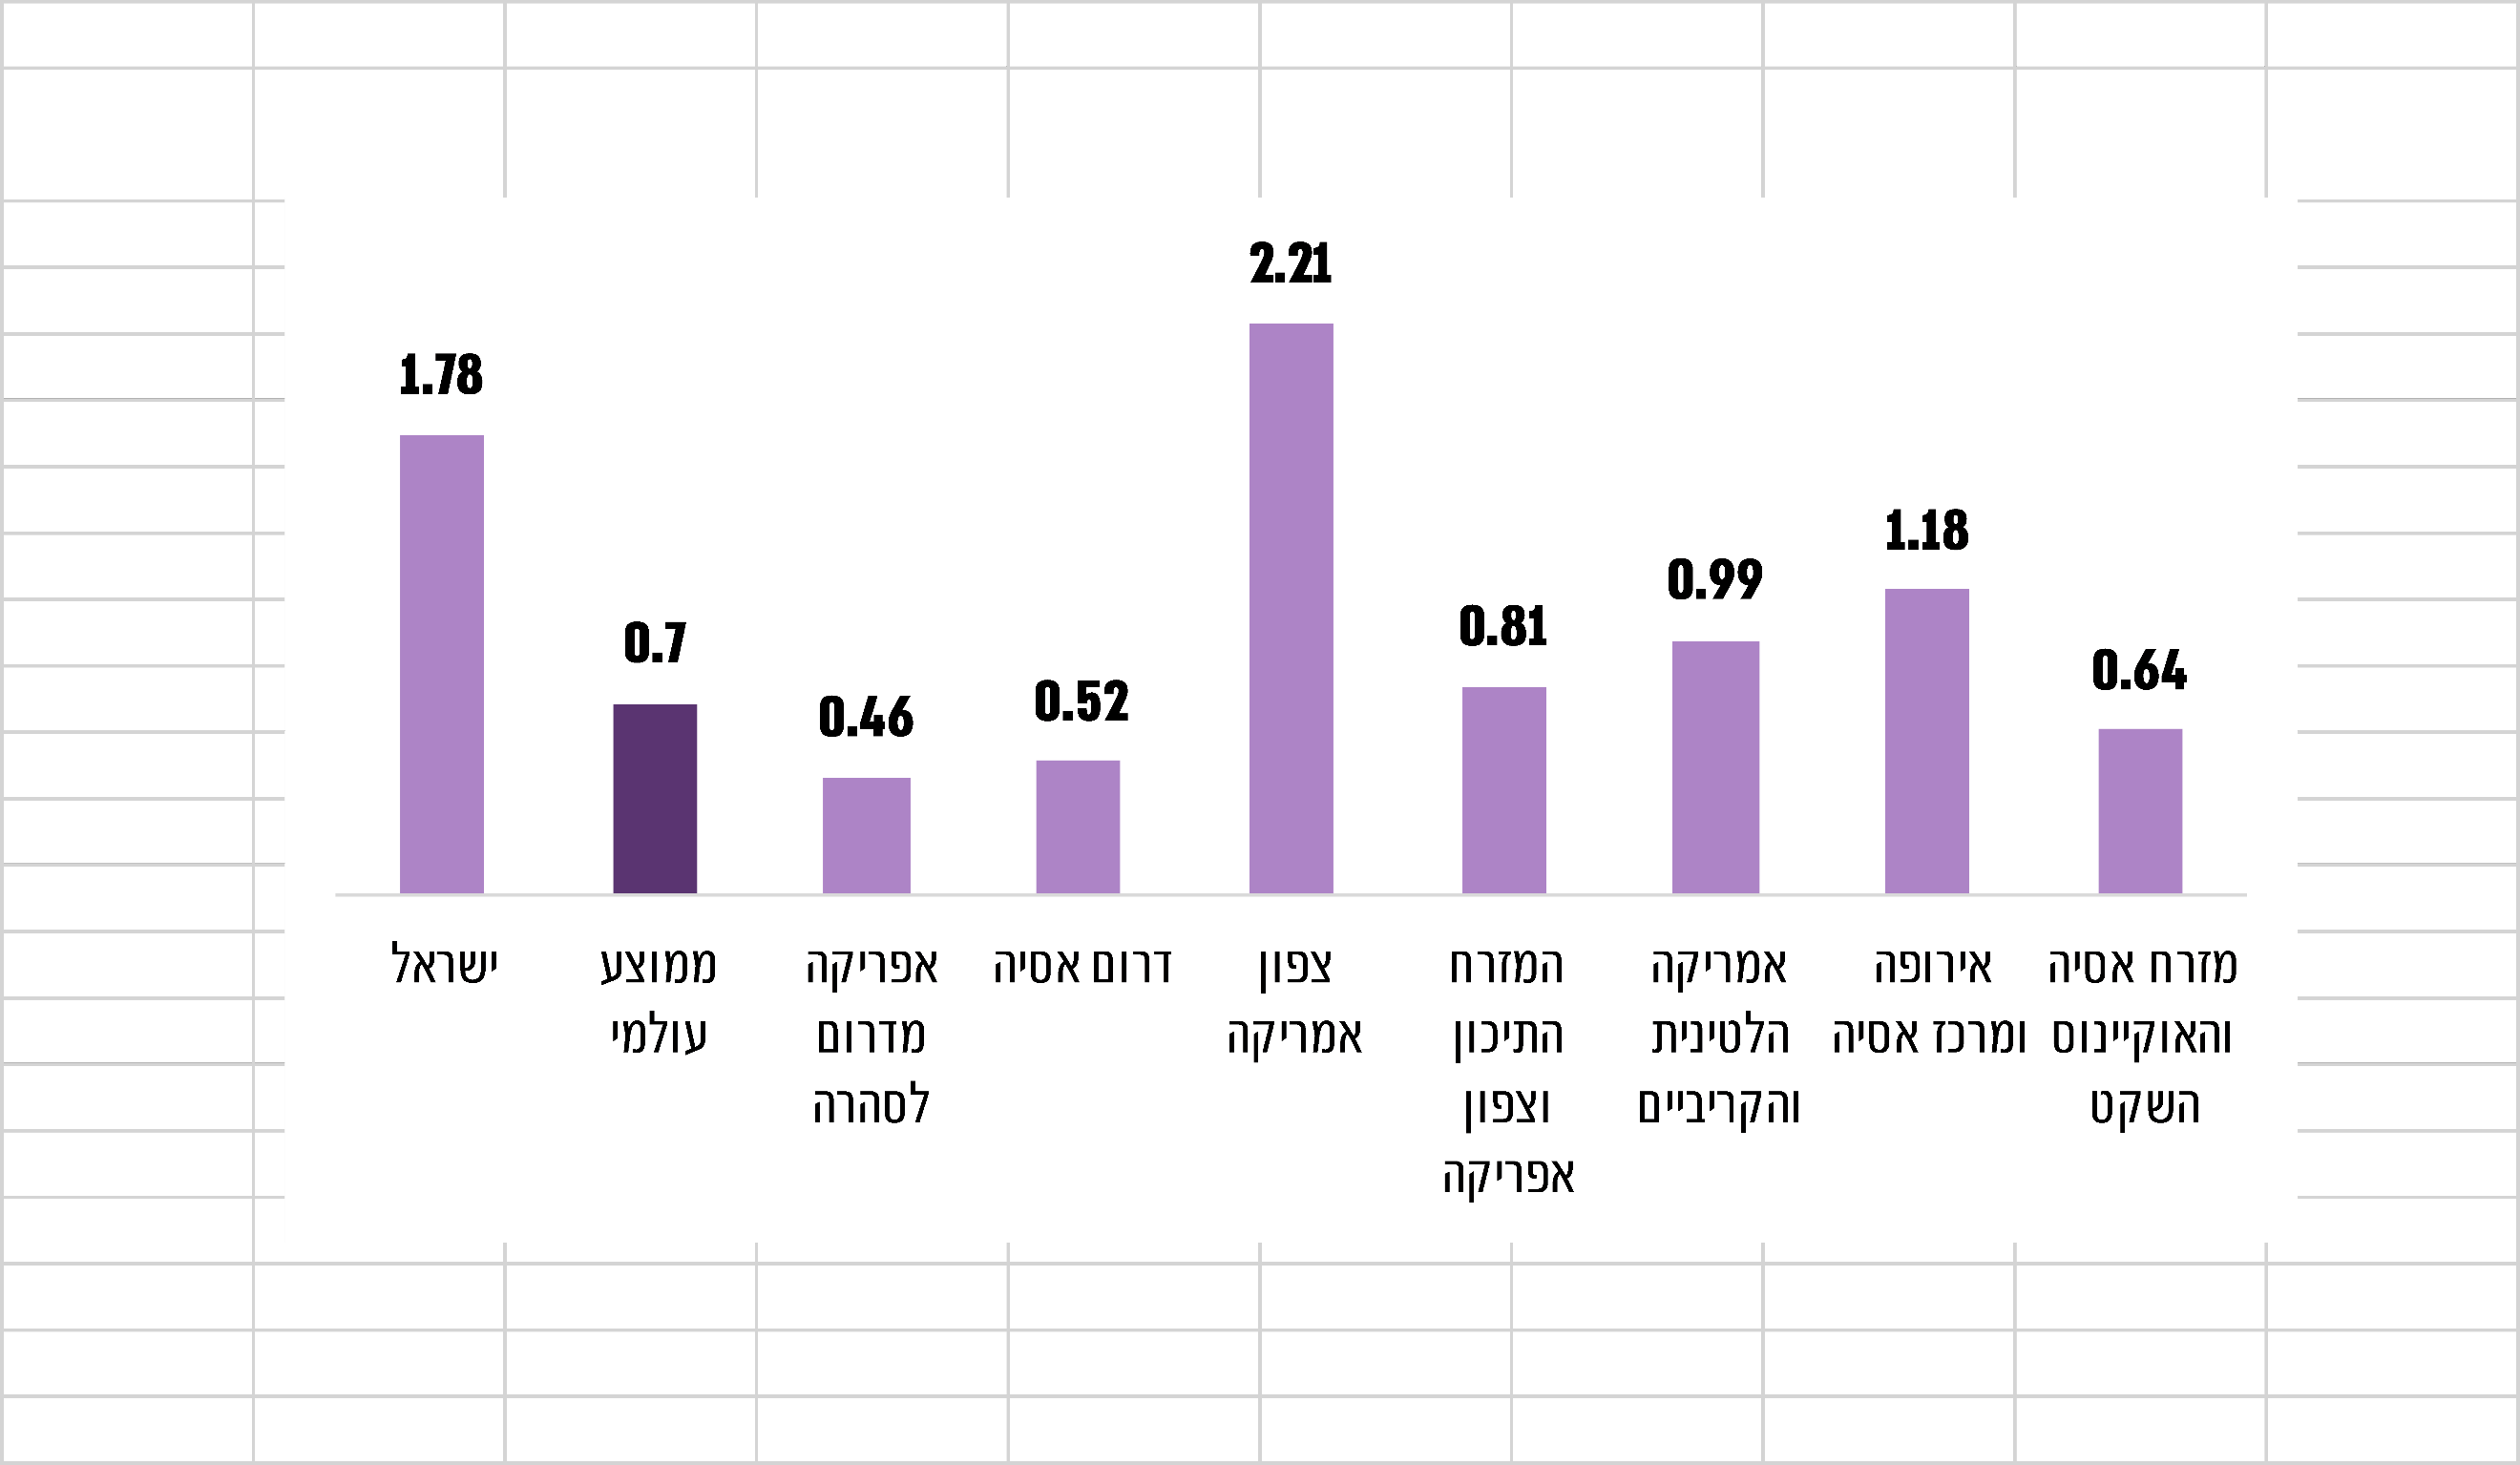 2.21
1.78
1.18
0.99
0.81
0.7
0.64
0.52
0.46
ישראל
ממוצע
עולמי
אפריקה
מדרום
לסהרה
דרום אסיה
צפון
אמריקה
המזרח
התיכון
וצפון
אפריקה
אמריקה
הלטינית
והקריביים
אירופה
ומרכז אסיה
מזרח אסיה
והאוקיינוס
השקט